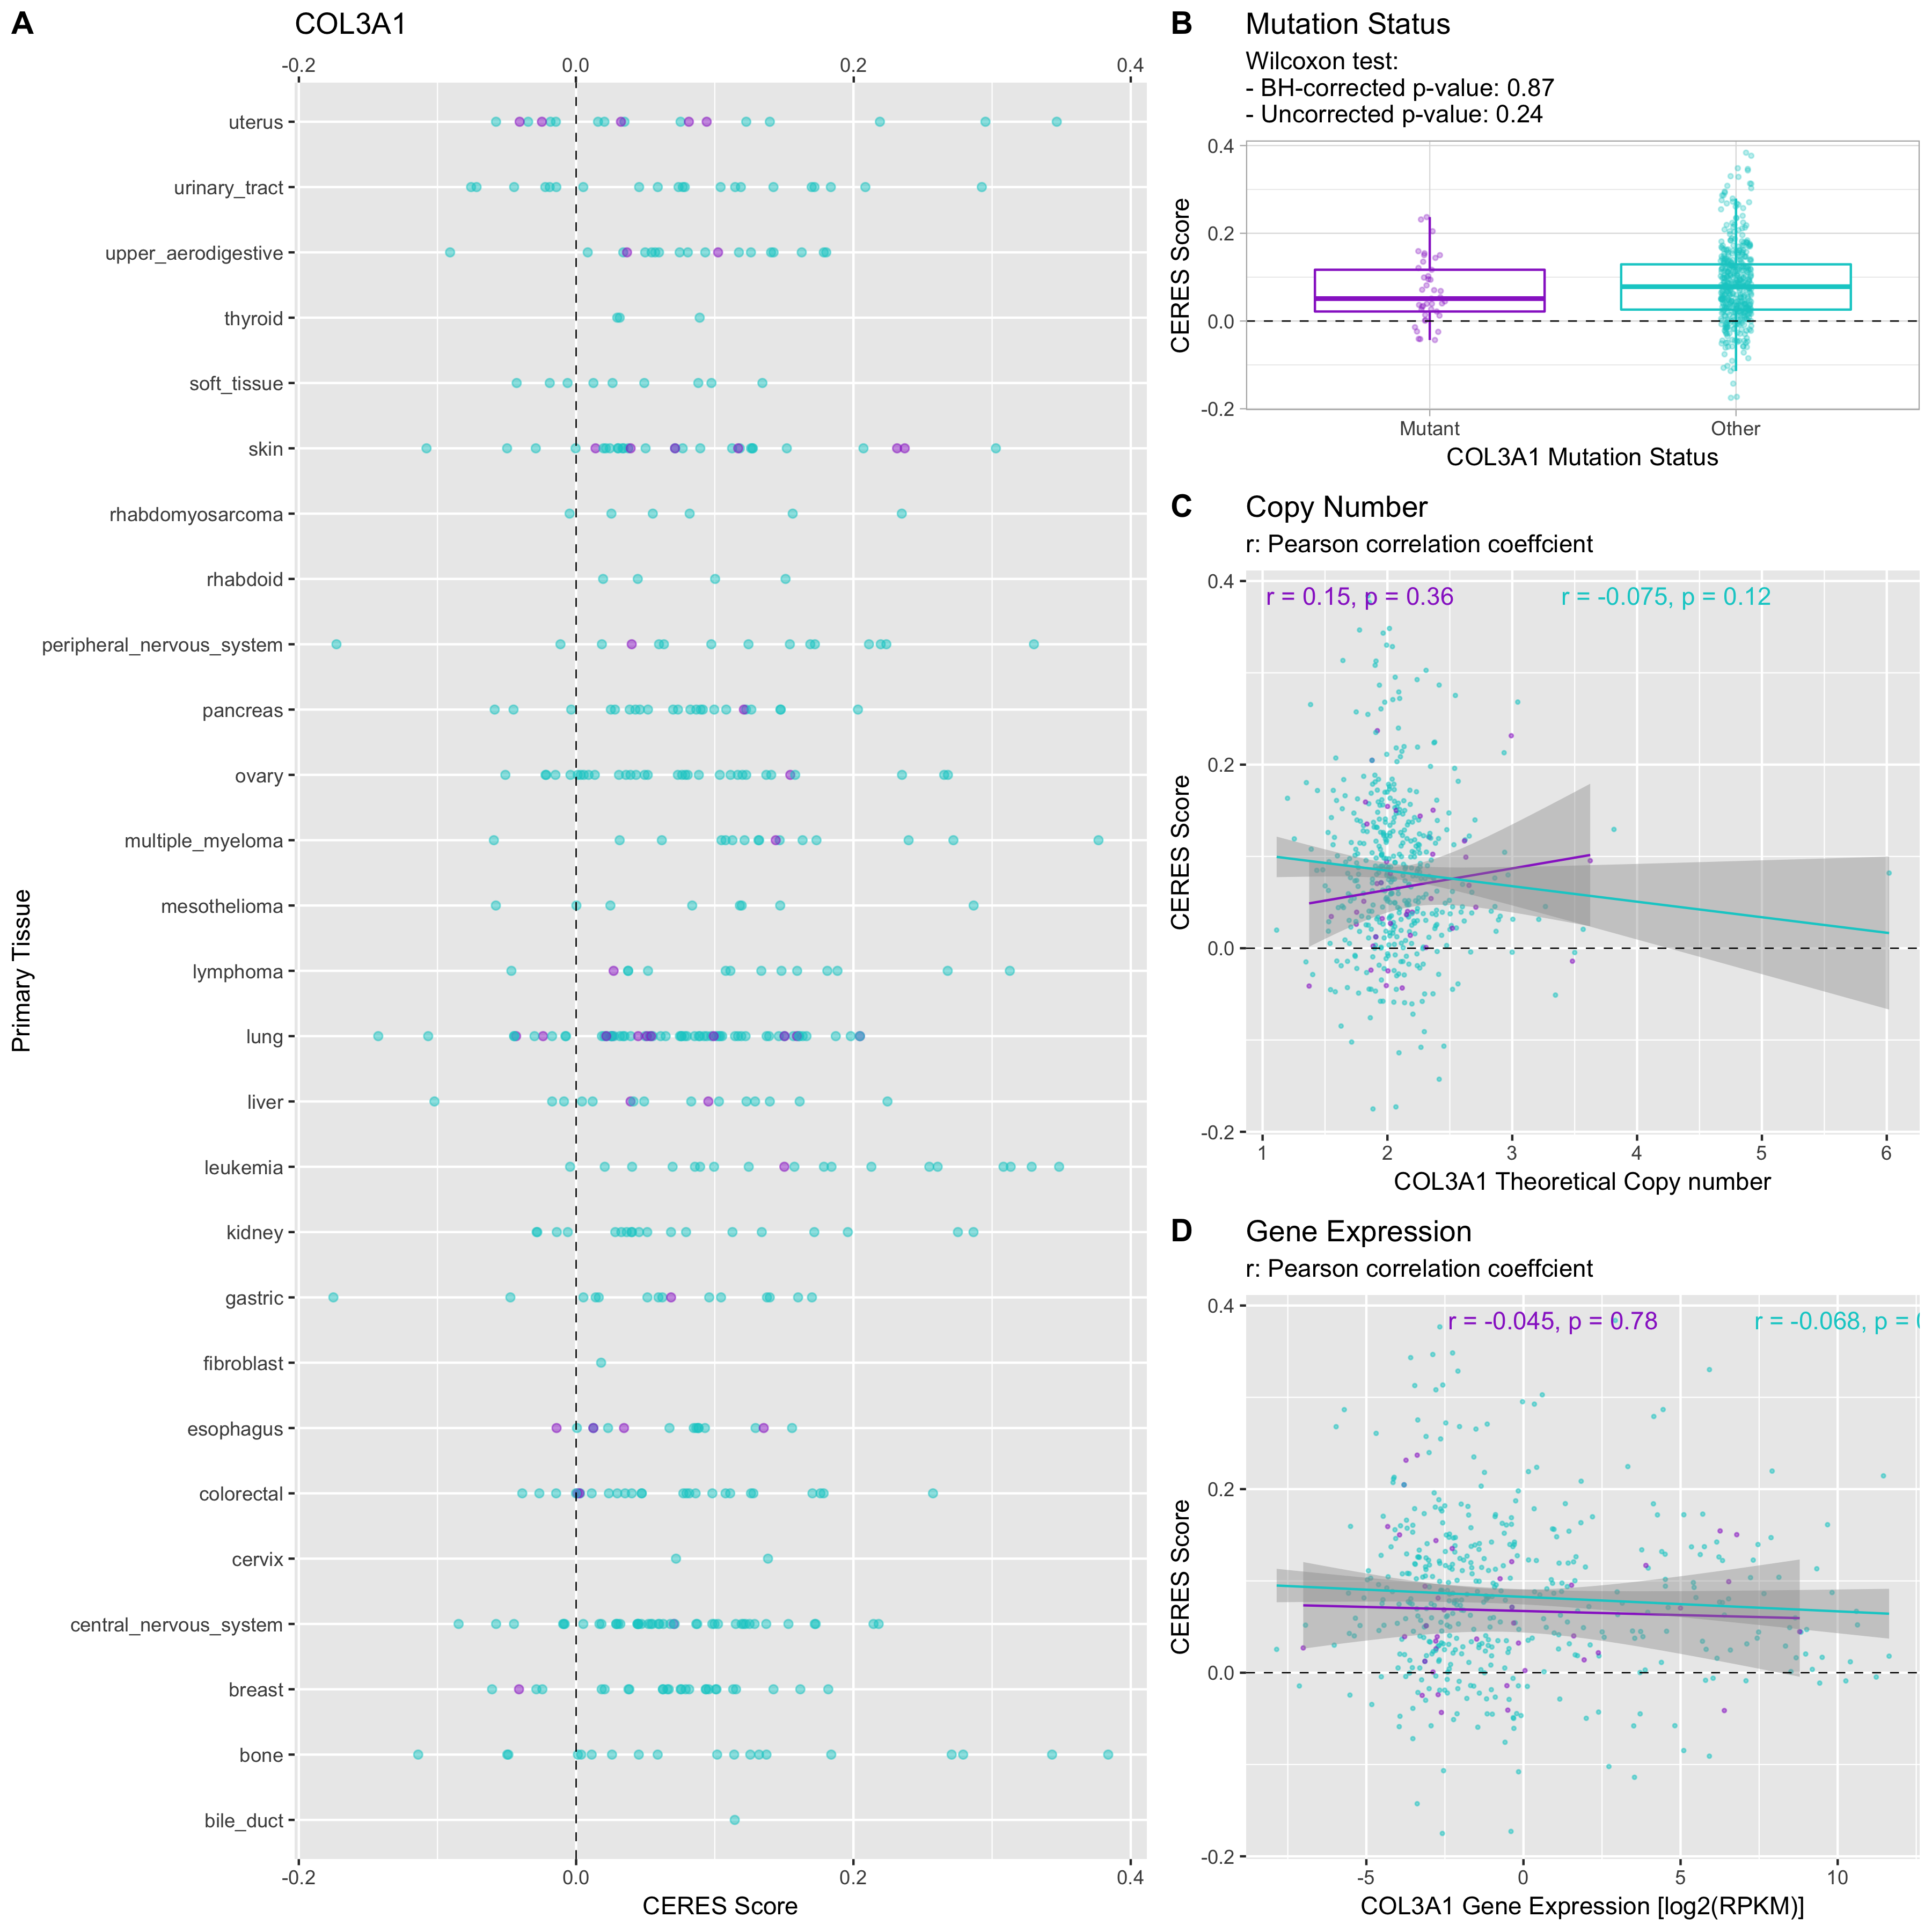 A
COL3A1
-0.2 0.0 0.2 0.4
Primary Tissue
uterus
urinary_tract
upper_aerodigestive
thyroid
soft_tissue
skin
rhabdomyosarcoma
rhabdoid
peripheral_nervous_system
pancreas
ovary
multiple_myeloma
mesothelioma
lymphoma
lung
liver
leukemia
kidney
gastric
fibroblast
esophagus
colorectal
cervix
central_nervous_system
breast
bone
bile_duct
-0.2 0.0 0.2 0.4
CERES Score
B
Mutation Status
Wilcoxon test:
- BH-corrected p-value: 0.87
- Uncorrected p-value: 0.24
CERES Score
0.4
0.2
0.0
-0.2
Mutant Other
COL3A1 Mutation Status
C
Copy Number
r: Pearson correlation coeffcient
r = 0.15, p = 0.36 r = -0.075, p = 0.12
CERES Score
0.4
0.2
0.0
-0.2
1 2 3 4 5 6
COL3A1 Theoretical Copy number
D
Gene Expression
r: Pearson correlation coeffcient
r = -0.045, p = 0.78 r = -0.068, p =
CERES Score
0.4
0.2
0.0
-0.2
-5 0 5 10
COL3A1 Gene Expression [log2(RPKM)]